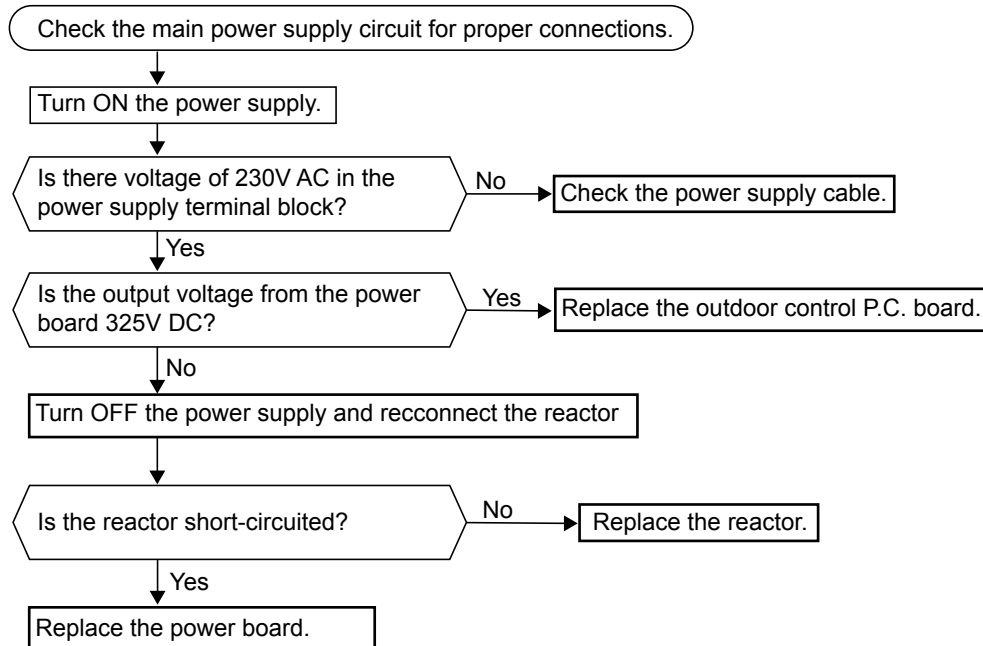 Check the main power supply circuit for proper connections.
Turn ON the power supply.
Is there voltage of 230V AC in the
power supply terminal block?
No
Check the power supply cable.
Yes
Is the output voltage from the power
board 325V DC?
Yes
Replace the outdoor control P.C. board.
No
Turn OFF the power supply and recconnect the reactor
Is the reactor short-circuited?
No
Replace the reactor.
Yes
Replace the power board.